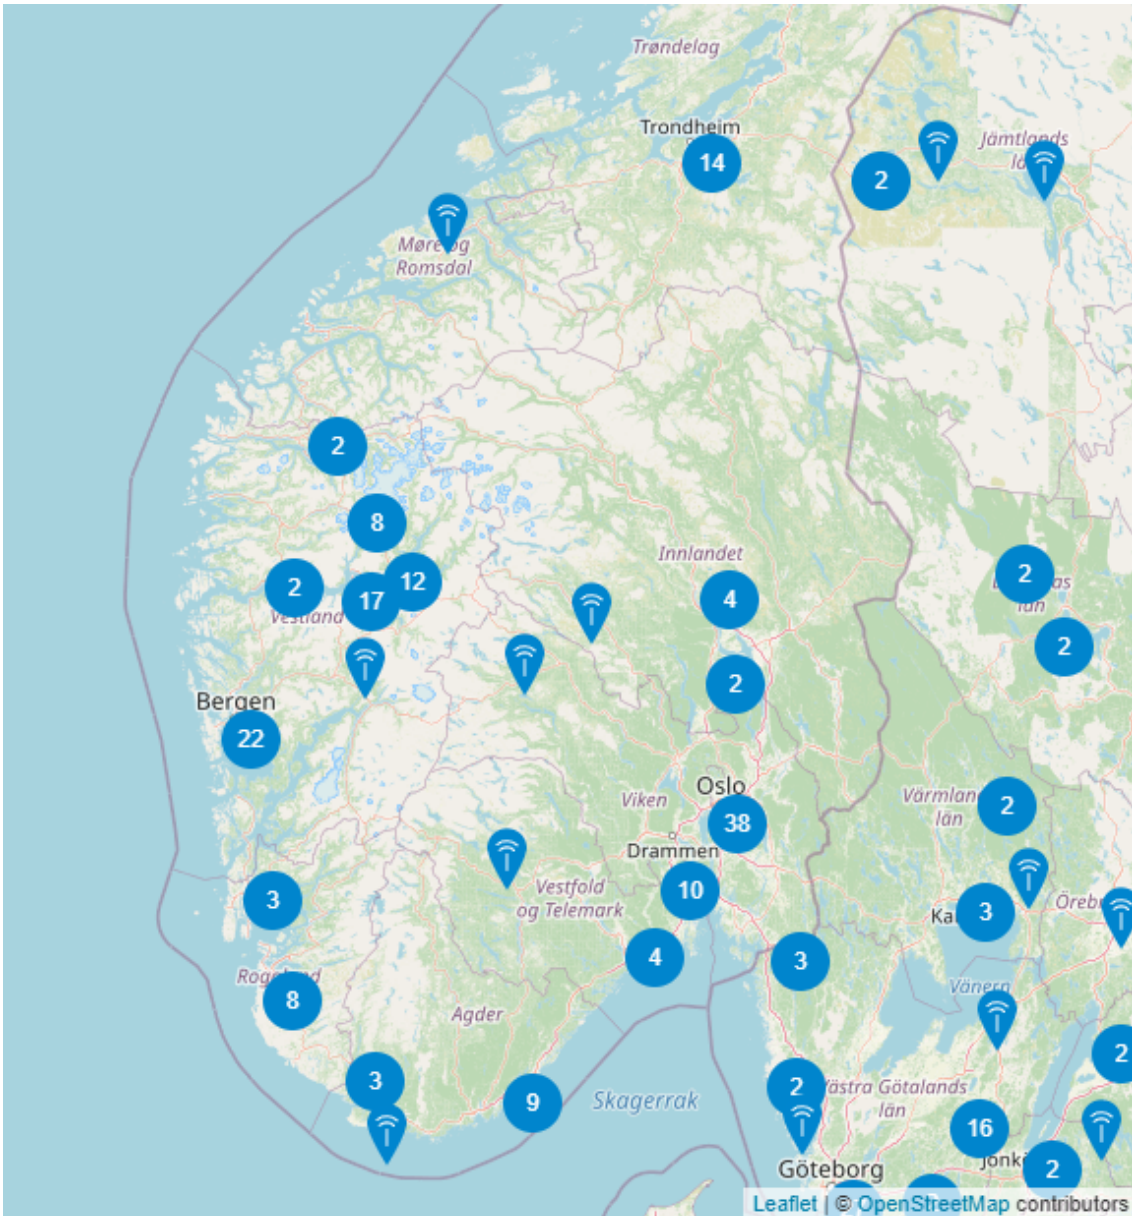 Trøndelag
Trondheim
14
Jämtlands
2
Møre og
Romsdal
2
8
Innlandet
2
12
17
Vestland
4
2
2
2
Bergen
22
Oslo
Viken
38
Drammen
Värmlan
län
2
10
Vestfold
og Telemark
3
3
4
3
Rogaland
8
Agder
Vänern
3
9
Skagerrak
2
Västra Götalands
län
2
16
Göteborg
2
Leaflet | © OpenStreetMap contributors